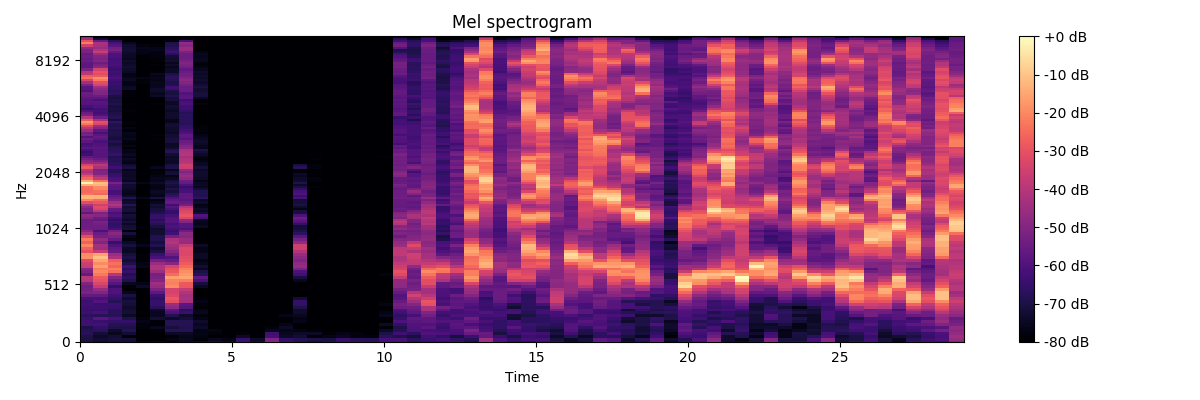 Mel spectrogram
Hz
8192
4096
2048
1024
512
0
0 5 10 15 20 25
Time
+0 dB
-10 dB
-20 dB
-30 dB
-40 dB
-50 dB
-60 dB
-70 dB
-80 dB